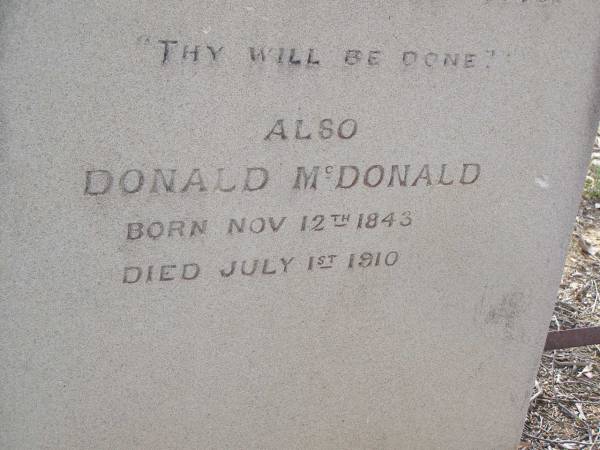 "THY WILL BE DONE."
ALSO
DONALD McDONALD
BORN NOV 12TH 1843
DIED JULY 1ST 1910